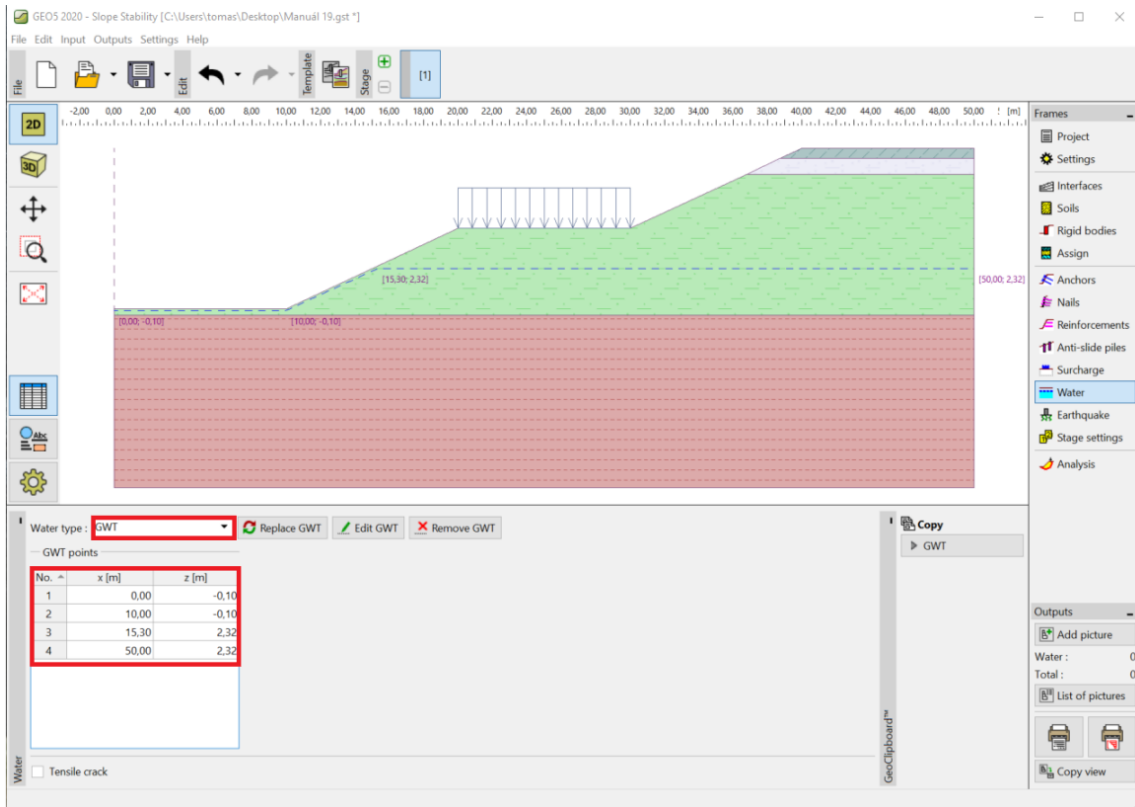 GEO5 2020 - Slope Stability [C:\Users\tomas\Desktop\Manuál 19.gst *]
File Edit Input Outputs Settings Help
File
Edit
Template
Stage
[1]
2D
-2,00 0,00 2,00 4,00 6,00 8,00 10,00 12,00 14,00 16,00 18,00 20,00 22,00 24,00 26,00 28,00 30,00 32,00 34,00 36,00 38,00 40,00 42,00 44,00 46,00 48,00 50,00 [m]
3D
[15,30; 2,32]
[50,00; 2,32]
[0,00; -0,10]
[10,00; -0,10]
Abc
Frames
Project
Settings
Interfaces
Soils
Rigid bodies
Assign
Anchors
Nails
Reinforcements
Anti-slide piles
Surcharge
Water
Earthquake
Stage settings
Analysis
Water type : GWT
Replace GWT
Edit GWT
Remove GWT
GWT points
No. x [m] z [m]
1 0,00 -0,10
2 10,00 -0,10
3 15,30 2,32
4 50,00 2,32
Tensile crack
Water
Copy
GWT
GeoClipboard™
Outputs
Add picture
Water : 0
Total : 0
List of pictures
Copy view